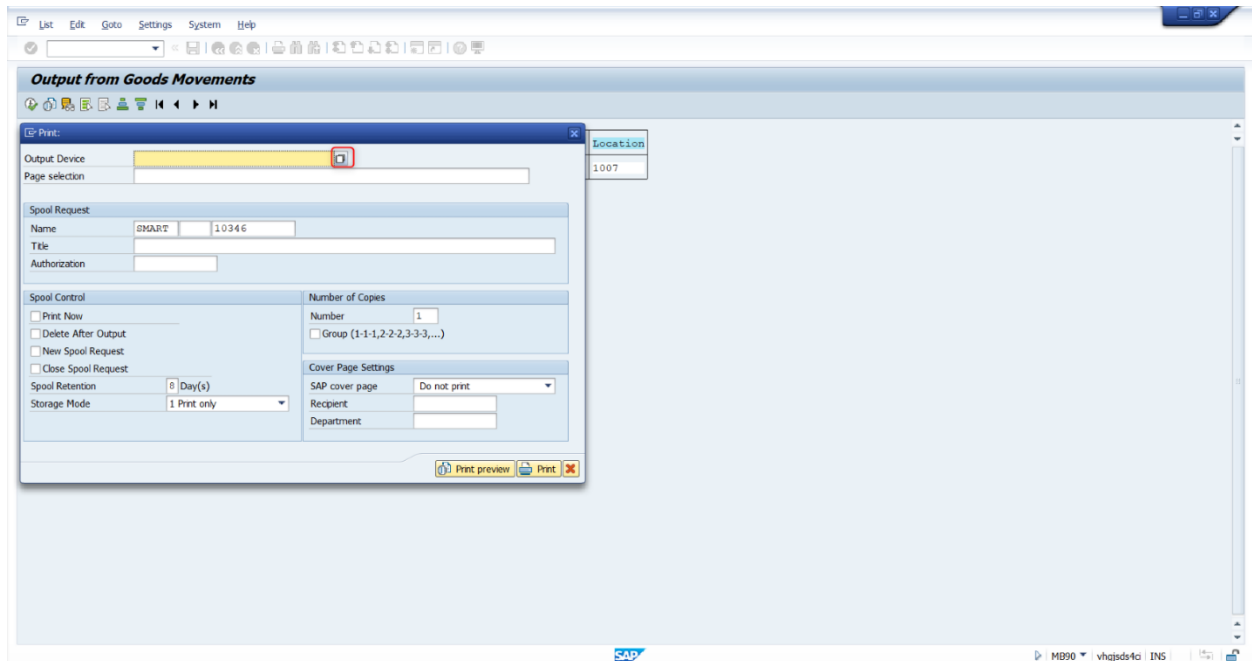 List Edit Goto Settings System Help
Output from Goods Movements
Print:
Location
Output Device
1007
Page selection
Spool Request
Name SMART 10346
Title
Authorization
Spool Control Number of Copies
Print Now Number 1
Delete After Output Group (1-1-1,2-2-2,3-3-3,...)
New Spool Request
Close Spool Request Cover Page Settings
Spool Retention 8 Day(s) SAP cover page Do not print
Storage Mode 1 Print only Recipient
Department
Print preview Print
SAP MB90 vhgjsds4ci INS